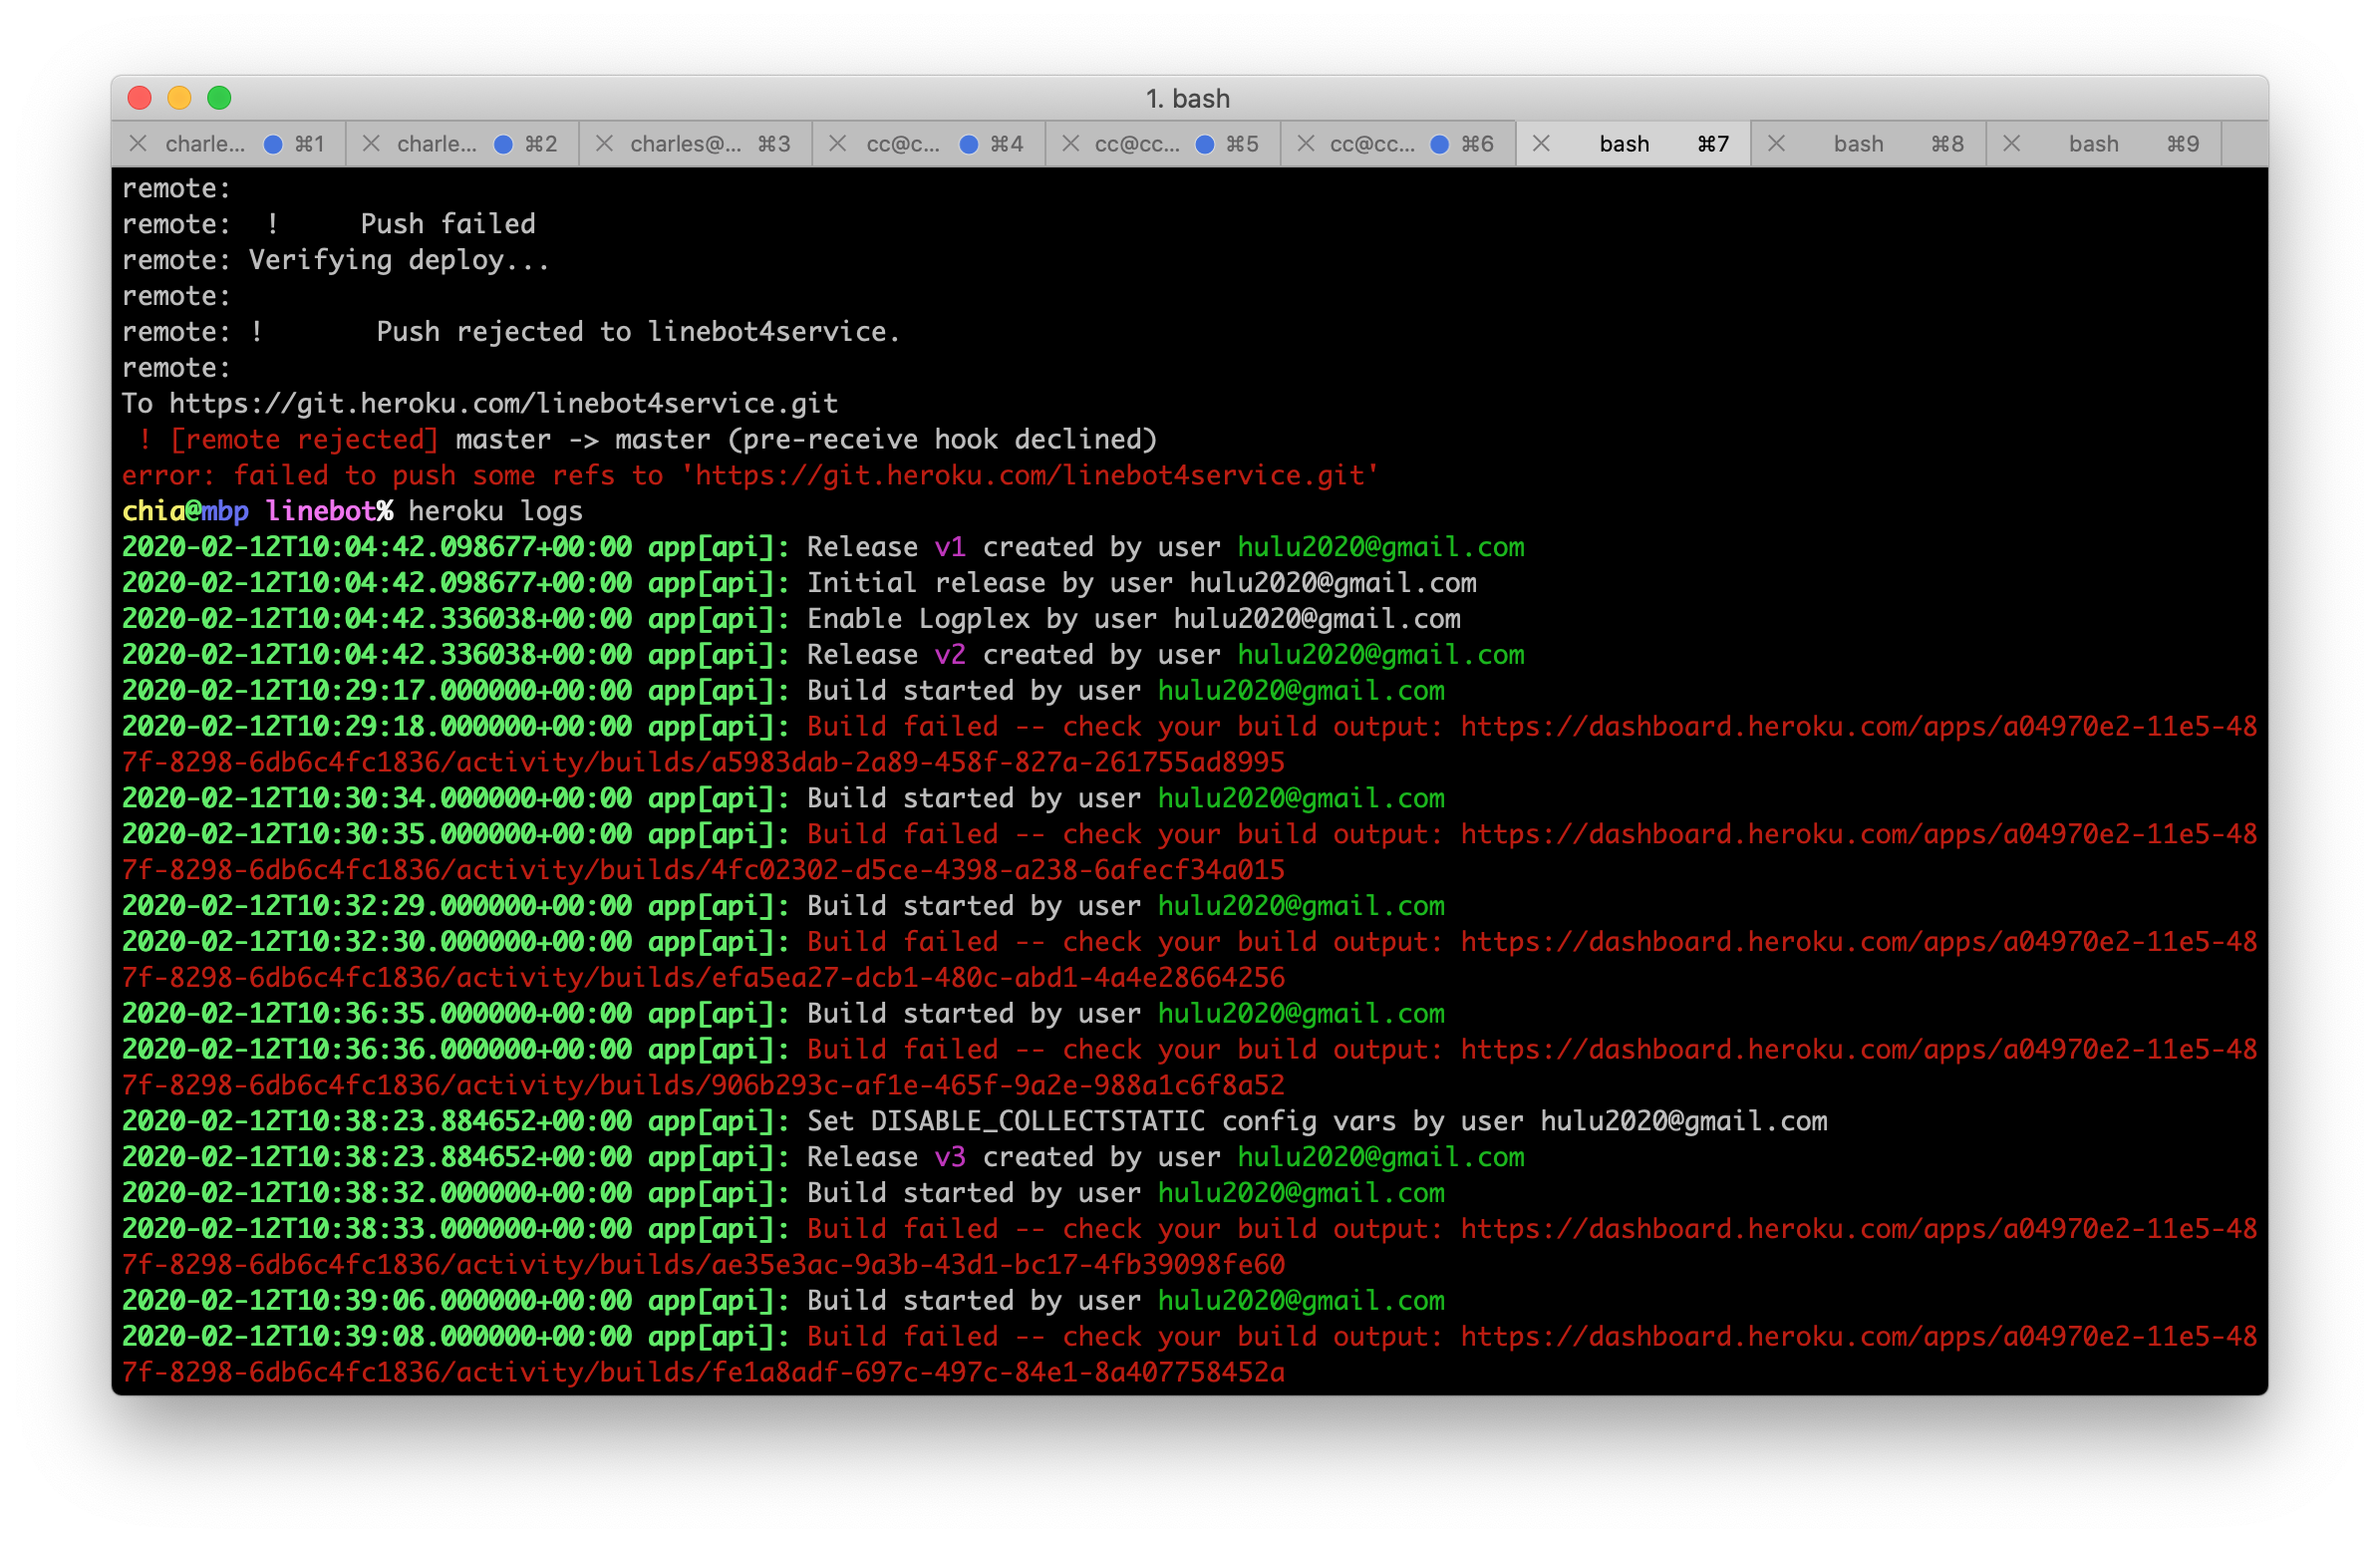 1. bash
charle... ⌘1 charle... ⌘2 charles@... ⌘3 cc@c... ⌘4 cc@cc... ⌘5 cc@cc... ⌘6 bash ⌘7 bash ⌘8 bash ⌘9
remote:
remote:  !     Push failed
remote: Verifying deploy...
remote:
remote: !       Push rejected to linebot4service.
remote:
To https://git.heroku.com/linebot4service.git
 ! [remote rejected] master -> master (pre-receive hook declined)
error: failed to push some refs to 'https://git.heroku.com/linebot4service.git'
chia@mbp linebot% heroku logs
2020-02-12T10:04:42.098677+00:00 app[api]: Release v1 created by user hulu2020@gmail.com
2020-02-12T10:04:42.098677+00:00 app[api]: Initial release by user hulu2020@gmail.com
2020-02-12T10:04:42.336038+00:00 app[api]: Enable Logplex by user hulu2020@gmail.com
2020-02-12T10:04:42.336038+00:00 app[api]: Release v2 created by user hulu2020@gmail.com
2020-02-12T10:29:17.000000+00:00 app[api]: Build started by user hulu2020@gmail.com
2020-02-12T10:29:18.000000+00:00 app[api]: Build failed -- check your build output: https://dashboard.heroku.com/apps/a04970e2-11e5-48
7f-8298-6db6c4fc1836/activity/builds/a5983dab-2a89-458f-827a-261755ad8995
2020-02-12T10:30:34.000000+00:00 app[api]: Build started by user hulu2020@gmail.com
2020-02-12T10:30:35.000000+00:00 app[api]: Build failed -- check your build output: https://dashboard.heroku.com/apps/a04970e2-11e5-48
7f-8298-6db6c4fc1836/activity/builds/4fc02302-d5ce-4398-a238-6afecf34a015
2020-02-12T10:32:29.000000+00:00 app[api]: Build started by user hulu2020@gmail.com
2020-02-12T10:32:30.000000+00:00 app[api]: Build failed -- check your build output: https://dashboard.heroku.com/apps/a04970e2-11e5-48
7f-8298-6db6c4fc1836/activity/builds/efa5ea27-dcb1-480c-abd1-4a4e28664256
2020-02-12T10:36:35.000000+00:00 app[api]: Build started by user hulu2020@gmail.com
2020-02-12T10:36:36.000000+00:00 app[api]: Build failed -- check your build output: https://dashboard.heroku.com/apps/a04970e2-11e5-48
7f-8298-6db6c4fc1836/activity/builds/906b293c-af1e-465f-9a2e-988a1c6f8a52
2020-02-12T10:38:23.884652+00:00 app[api]: Set DISABLE_COLLECTSTATIC config vars by user hulu2020@gmail.com
2020-02-12T10:38:23.884652+00:00 app[api]: Release v3 created by user hulu2020@gmail.com
2020-02-12T10:38:32.000000+00:00 app[api]: Build started by user hulu2020@gmail.com
2020-02-12T10:38:33.000000+00:00 app[api]: Build failed -- check your build output: https://dashboard.heroku.com/apps/a04970e2-11e5-48
7f-8298-6db6c4fc1836/activity/builds/ae35e3ac-9a3b-43d1-bc17-4fb39098fe60
2020-02-12T10:39:06.000000+00:00 app[api]: Build started by user hulu2020@gmail.com
2020-02-12T10:39:08.000000+00:00 app[api]: Build failed -- check your build output: https://dashboard.heroku.com/apps/a04970e2-11e5-48
7f-8298-6db6c4fc1836/activity/builds/fe1a8adf-697c-497c-84e1-8a407758452a